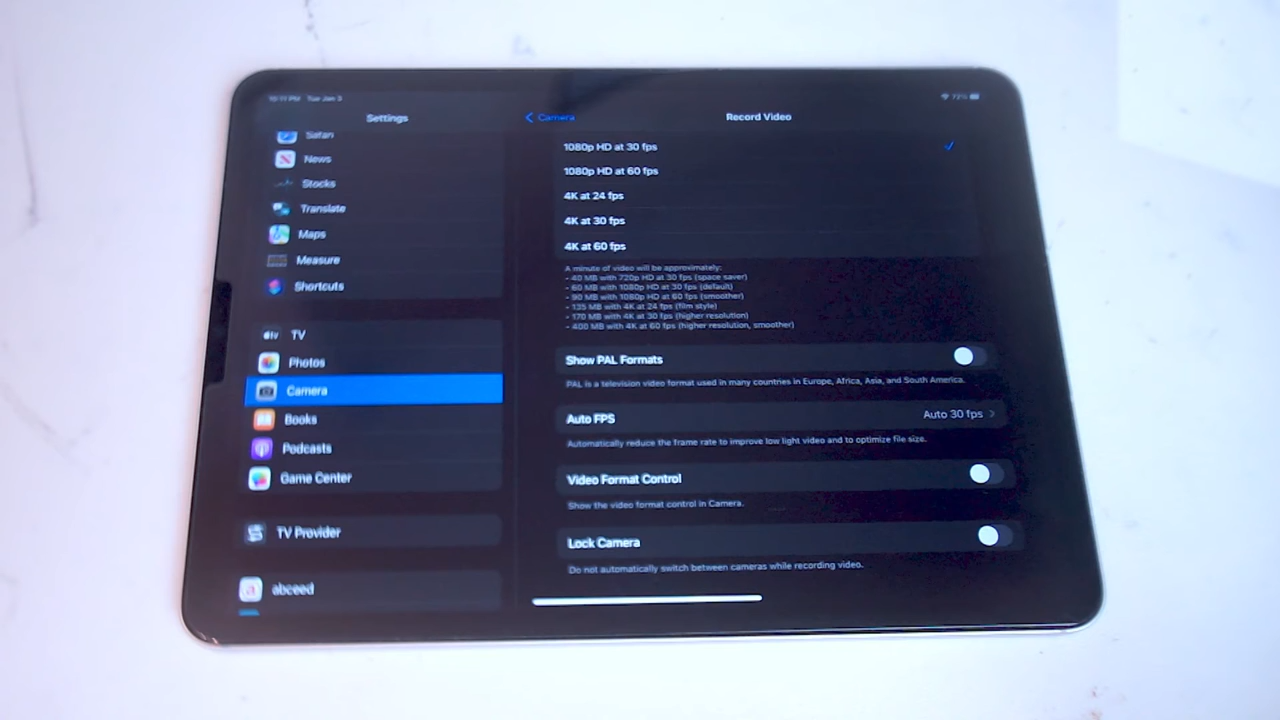 10:11 PM Tue Jan 3
72%
Settings
Safari
News
Stocks
Translate
Maps
Measure
Shortcuts
tv TV
Photos
Camera
Books
Podcasts
Game Center
TV Provider
abceed
Camera
Record Video
1080p HD at 30 fps
1080p HD at 60 fps
4K at 24 fps
4K at 30 fps
4K at 60 fps
A minute of video will be approximately:
- 40 MB with 720p HD at 30 fps (space saver)
- 60 MB with 1080p HD at 30 fps (default)
- 90 MB with 1080p HD at 60 fps (smoother)
- 135 MB with 4K at 24 fps (film style)
- 170 MB with 4K at 30 fps (higher resolution)
- 400 MB with 4K at 60 fps (higher resolution, smoother)
Show PAL Formats
PAL is a television video format used in many countries in Europe, Africa, Asia, and South America.
Auto FPS Auto 30 fps
Automatically reduce the frame rate to improve low light video and to optimize file size.
Video Format Control
Show the video format control in Camera.
Lock Camera
Do not automatically switch between cameras while recording video.